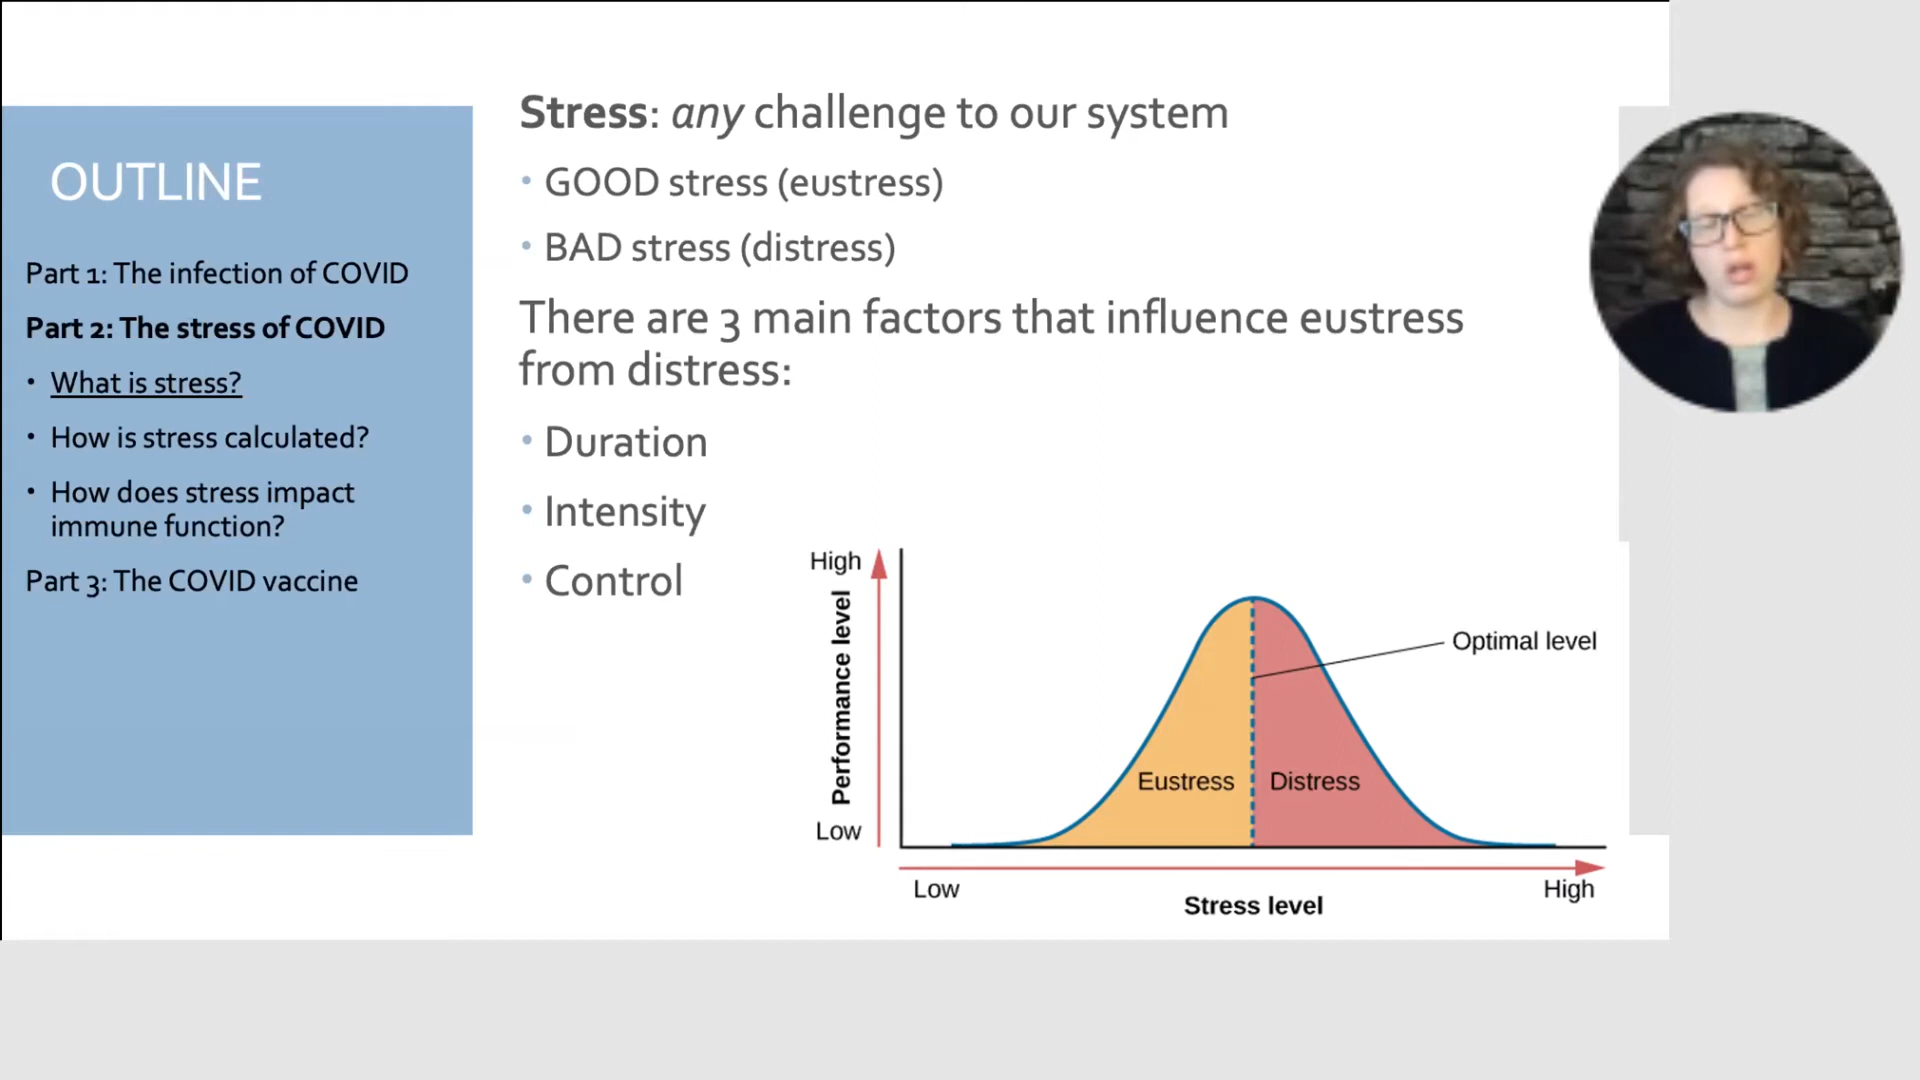 OUTLINE
Part 1: The infection of COVID
Part 2: The stress of COVID
• What is stress?
• How is stress calculated?
• How does stress impact
immune function?
Part 3: The COVID vaccine
Stress: any challenge to our system
• GOOD stress (eustress)
• BAD stress (distress)
There are 3 main factors that influence eustress
from distress:
• Duration
• Intensity
• Control
High
Performance level
Low
Optimal level
Eustress
Distress
Low
High
Stress level